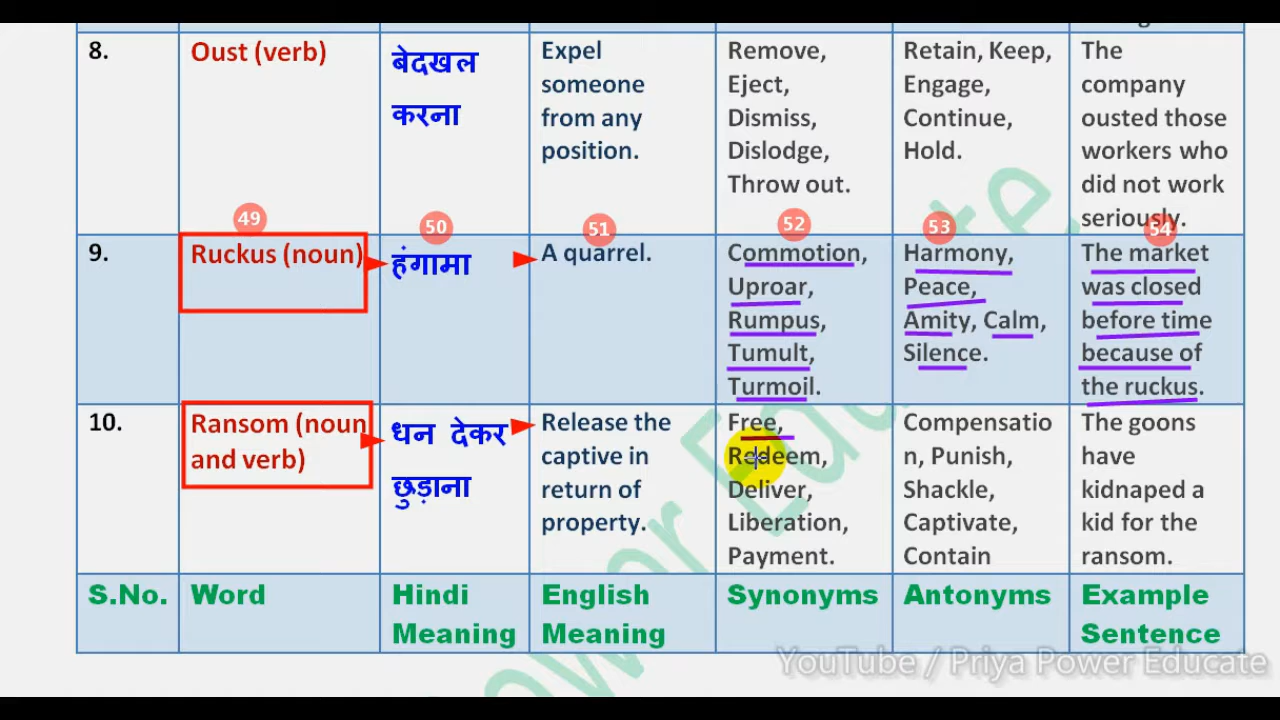 8.
Oust (verb)
बेदखल
करना
Expel
someone
from any
position.
Remove,
Eject,
Dismiss,
Dislodge,
Throw out.
Retain, Keep,
Engage,
Continue,
Hold.
The
company
ousted those
workers who
did not work
seriously.
49
50
51
52
53
54
9.
Ruckus (noun)
हंगामा
A quarrel.
Commotion,
Uproar,
Rumpus,
Tumult,
Turmoil.
Harmony,
Peace,
Amity, Calm,
Silence.
The market
was closed
before time
because of
the ruckus.
10.
Ransom (noun
and verb)
धन देकर
छुड़ाना
Release the
captive in
return of
property.
Free,
Redeem,
Deliver,
Liberation,
Payment.
Compensatio
n, Punish,
Shackle,
Captivate,
Contain
The goons
have
kidnaped a
kid for the
ransom.
S.No.
Word
Hindi
Meaning
English
Meaning
Synonyms
Antonyms
Example
Sentence
YouTube / Priya Power Educate